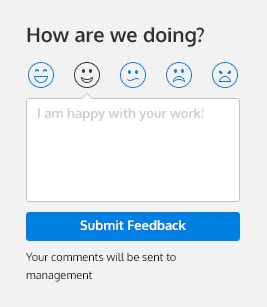 How are we doing?
I am happy with your work!
Submit Feedback
Your comments will be sent to
management